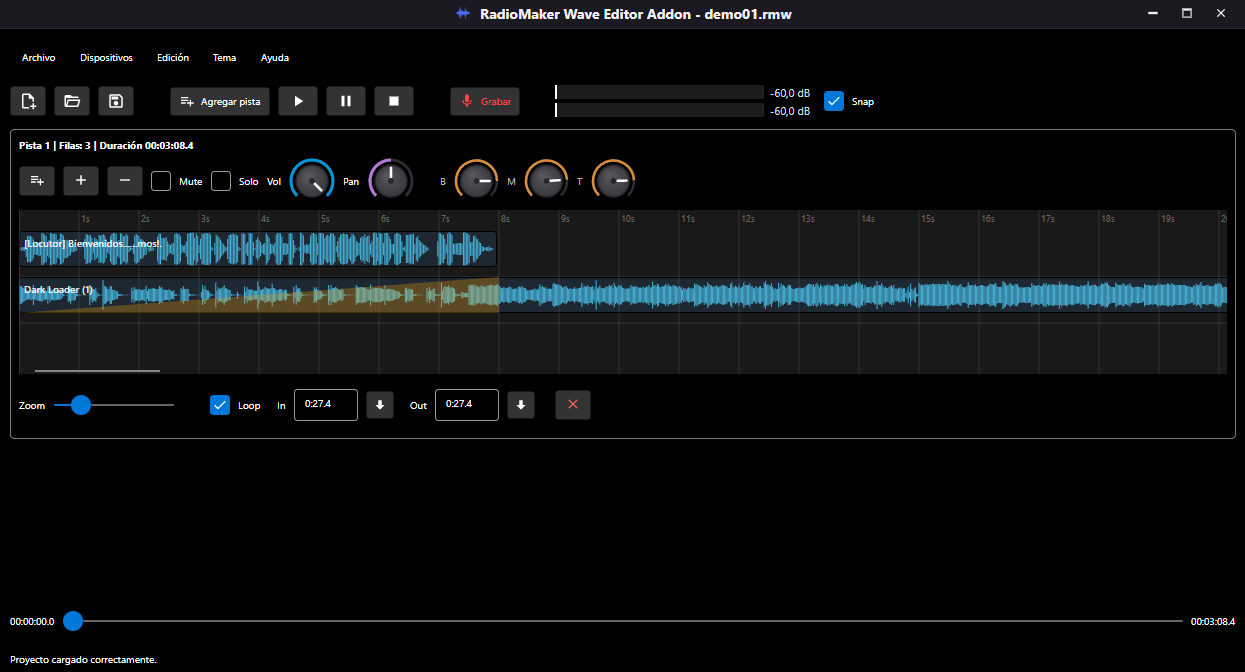 RadioMaker Wave Editor Addon - demo01.rmw
Archivo Dispositivos Edición Tema Ayuda
Agregar pista Grabar -60,0 dB Snap
-60,0 dB
Pista 1 | Filas: 3 | Duración 00:03:08.4
Mute Solo Vol Pan B M T
1s 2s 3s 4s 5s 6s 7s 8s 9s 10s 11s 12s 13s 14s 15s 16s 17s 18s 19s
[Locutor] Bienvenidos......mos!.
Dark Loader (1)
Zoom Loop In 0:27.4 Out 0:27.4
00:00:00.0 00:03:08.4
Proyecto cargado correctamente.